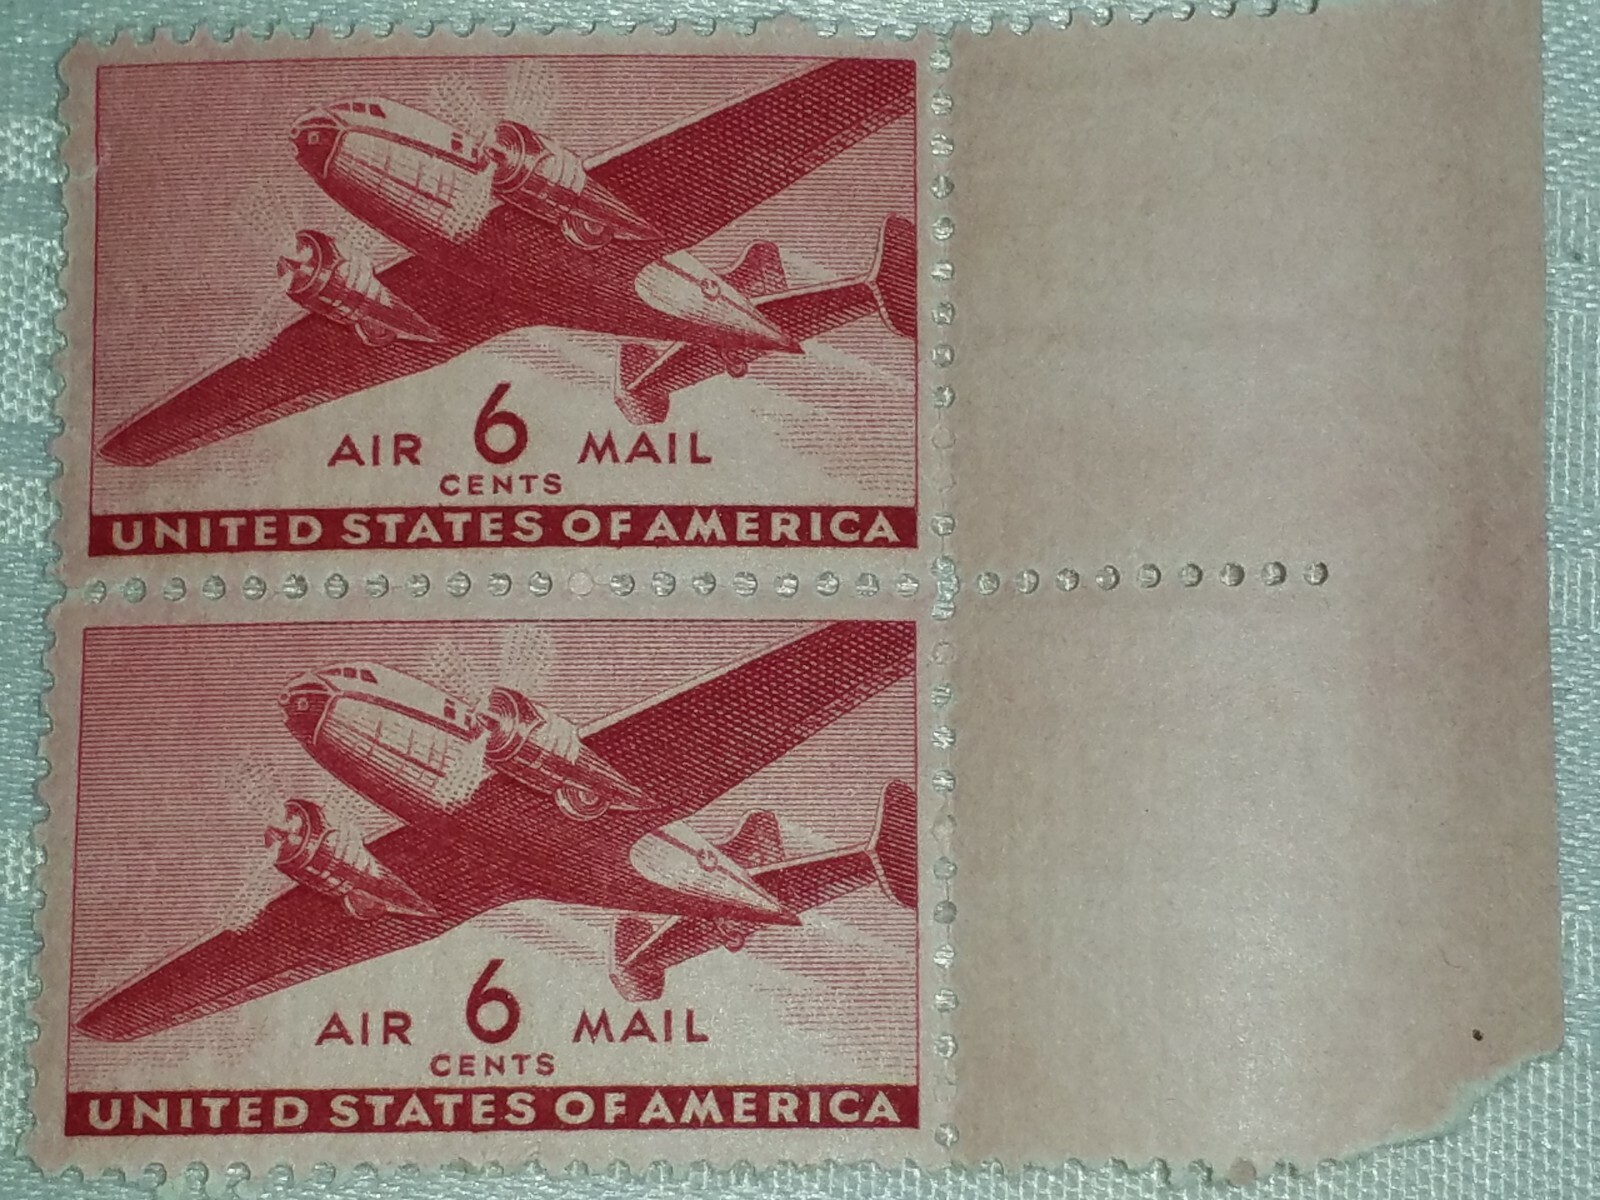 AIR 6 MAIL
CENTS
UNITED STATES OF AMERICA
AIR 6 MAIL
CENTS
UNITED STATES OF AMERICA